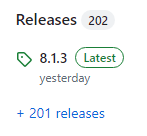 Releases 202
8.1.3 Latest
yesterday
+ 201 releases